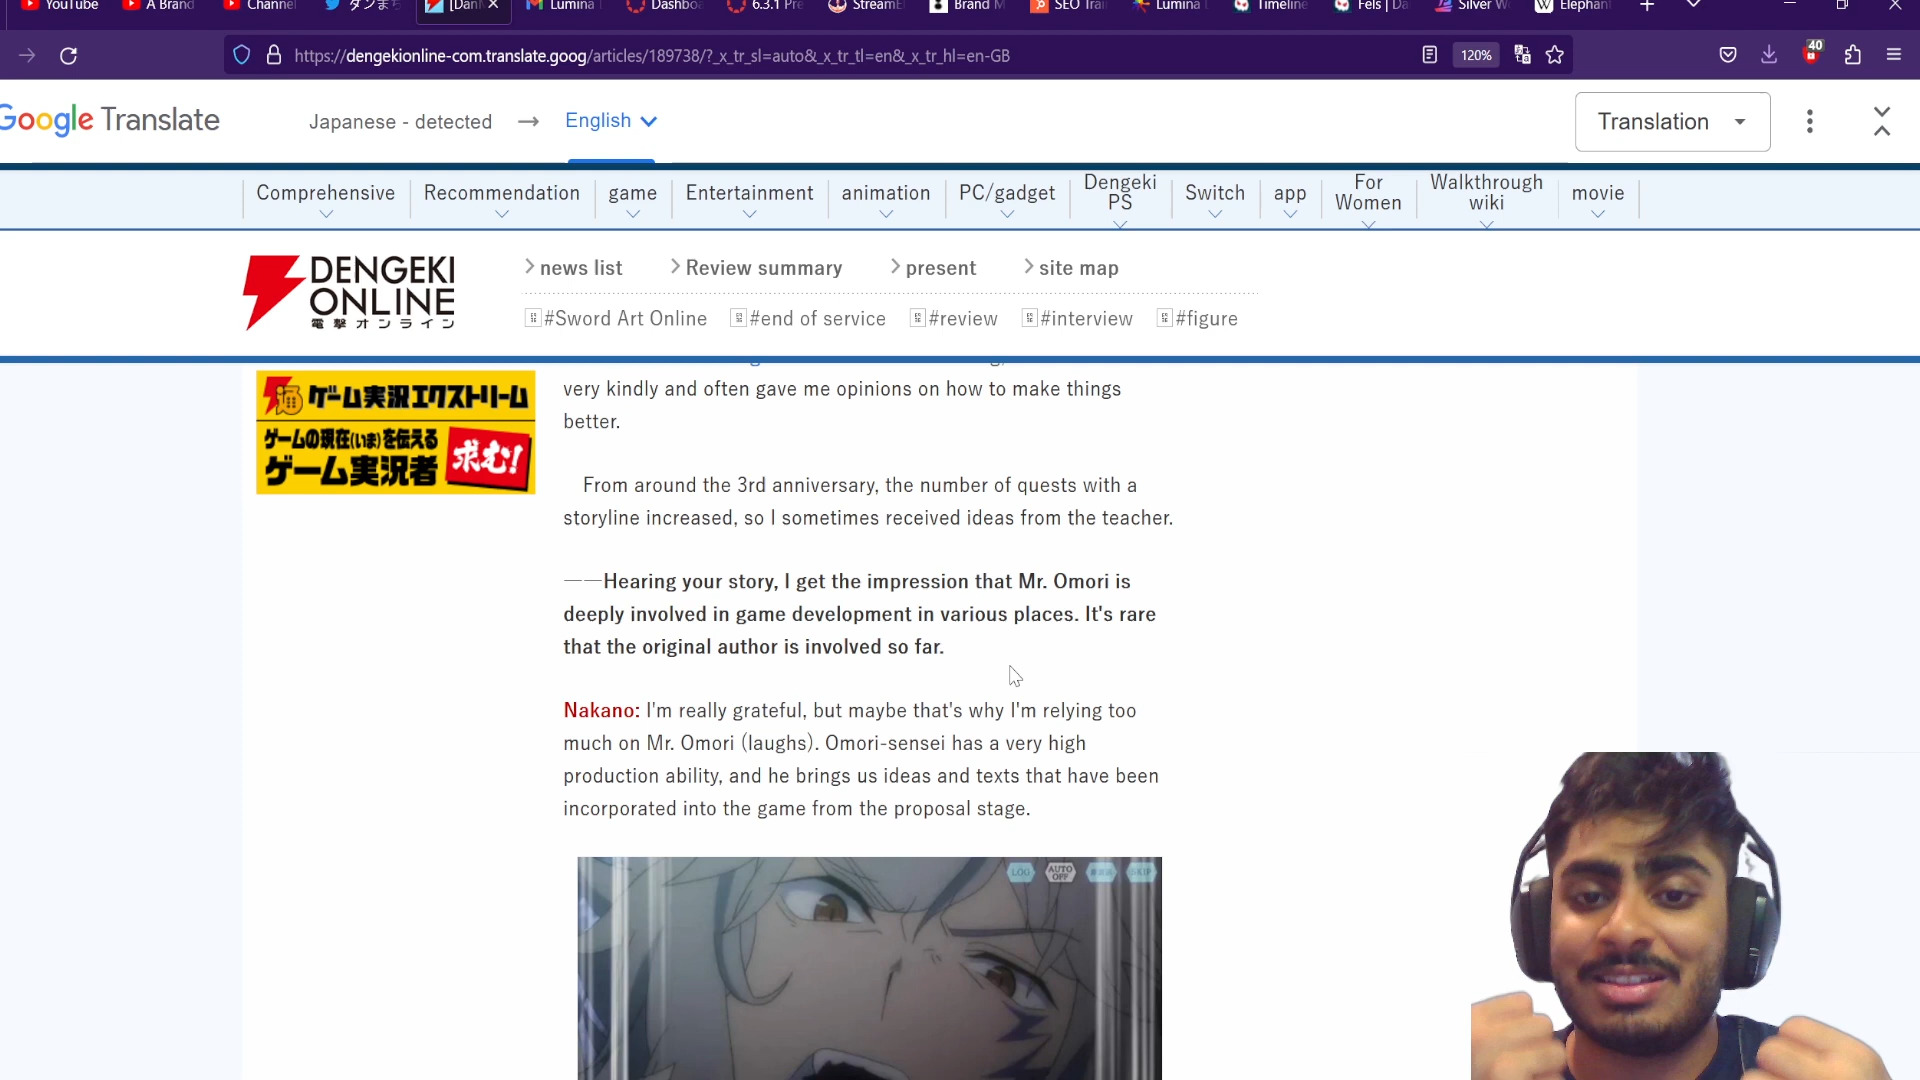 YouTube
A Brand
Channel
ダンまち
[DanM
Lumina
Dashbo
6.3.1 Pre
StreamEl
Brand M
SEO Trai
Lumina
Timeline
Fels | Da
Silver W
Elephant
https://dengekionline-com.translate.goog/articles/189738/?_x_tr_sl=auto&_x_tr_tl=en&_x_tr_hl=en-GB
120%
40
Google Translate
Japanese - detected → English
Translation
Comprehensive
Recommendation
game
Entertainment
animation
PC/gadget
Dengeki
PS
Switch
app
For
Women
Walkthrough
wiki
movie
DENGEKI
ONLINE
電撃オンライン
news list
Review summary
present
site map
#Sword Art Online
#end of service
#review
#interview
#figure
ゲーム実況エクストリーム
ゲームの現在(いま)を伝える
ゲーム実況者
求む!
very kindly and often gave me opinions on how to make things
better.
From around the 3rd anniversary, the number of quests with a
storyline increased, so I sometimes received ideas from the teacher.
——Hearing your story, I get the impression that Mr. Omori is
deeply involved in game development in various places. It's rare
that the original author is involved so far.
Nakano: I'm really grateful, but maybe that's why I'm relying too
much on Mr. Omori (laughs). Omori-sensei has a very high
production ability, and he brings us ideas and texts that have been
incorporated into the game from the proposal stage.
LOG
AUTO
OFF
SKIP